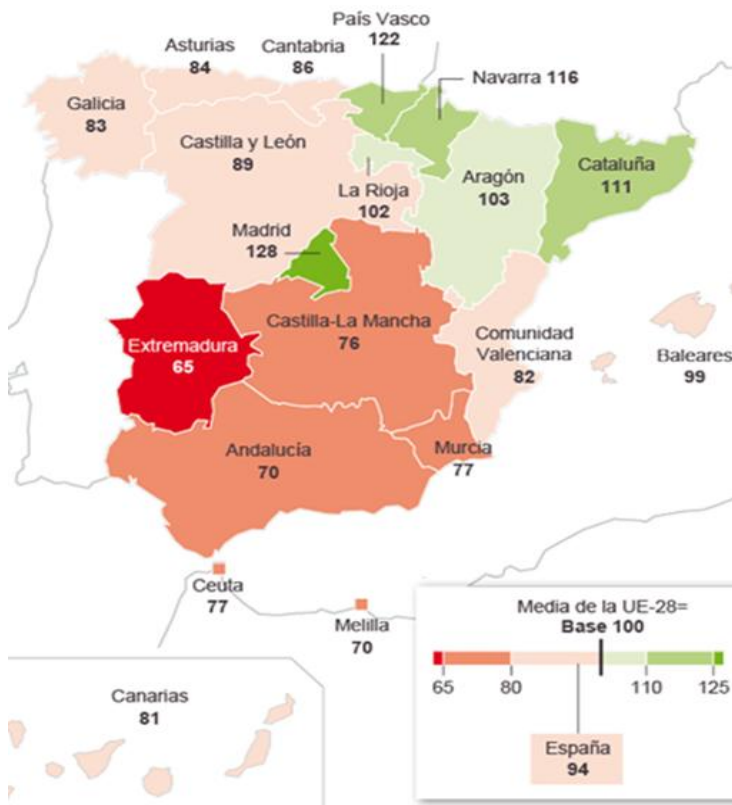 País Vasco
122
Asturias
84
Cantabria
86
Navarra 116
Galicia
83
Castilla y León
89
La Rioja
102
Aragón
103
Cataluña
111
Madrid
128
Extremadura
65
Castilla-La Mancha
76
Comunidad
Valenciana
82
Baleares
99
Andalucía
70
Murcia
77
Ceuta
77
Melilla
70
Canarias
81
Media de la UE-28=
Base 100
65 80 110 125
España
94